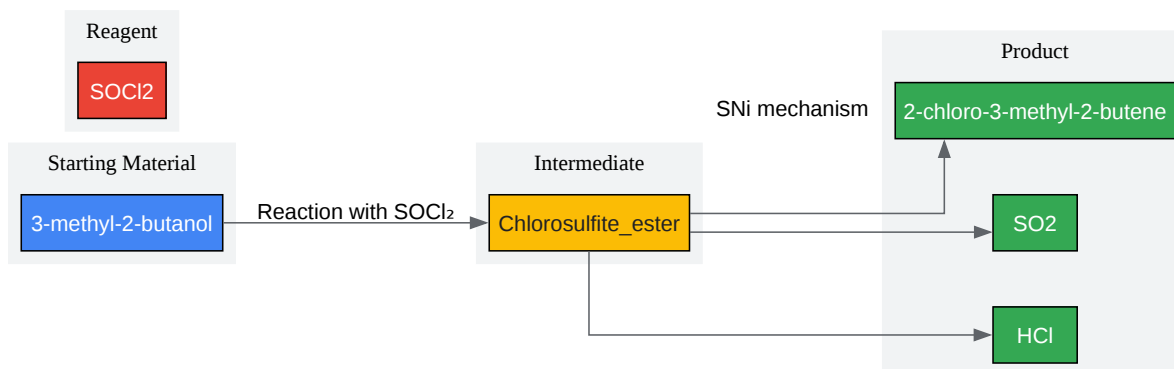 Reagent
SOCl2
Starting Material
3-methyl-2-butanol
Reaction with SOCl₂
Intermediate
Chlorosulfite_ester
SNi mechanism
Product
2-chloro-3-methyl-2-butene
SO2
HCl